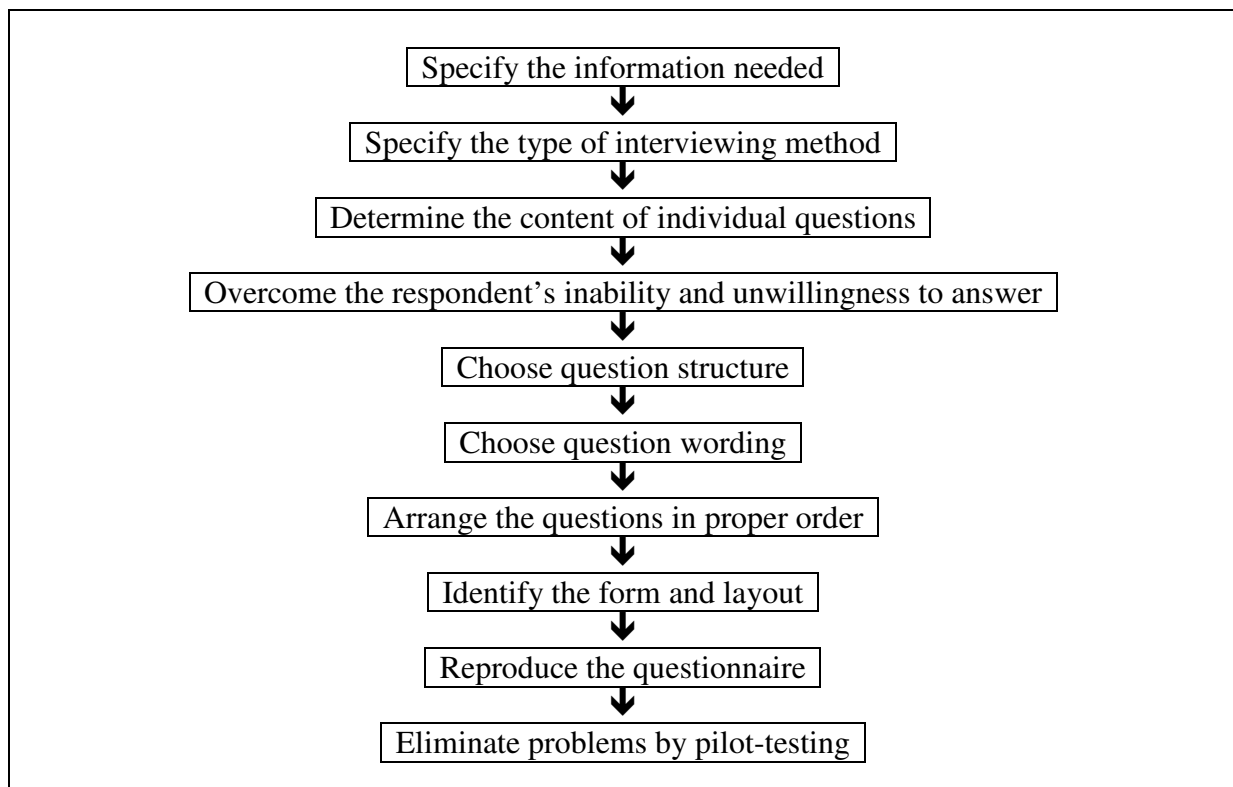 Specify the information needed
Specify the type of interviewing method
Determine the content of individual questions
Overcome the respondent's inability and unwillingness to answer
Choose question structure
Choose question wording
Arrange the questions in proper order
Identify the form and layout
Reproduce the questionnaire
Eliminate problems by pilot-testing